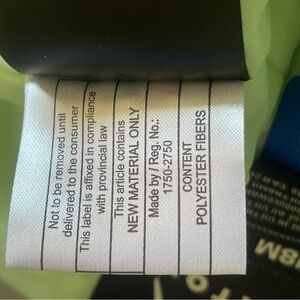 Not to be removed until
delivered to the consumer
This label is affixed in compliance
with provincial law
This article contains
NEW MATERIAL ONLY
Made by / Reg. No.:
1750-2750
CONTENT
POLYESTER FIBERS